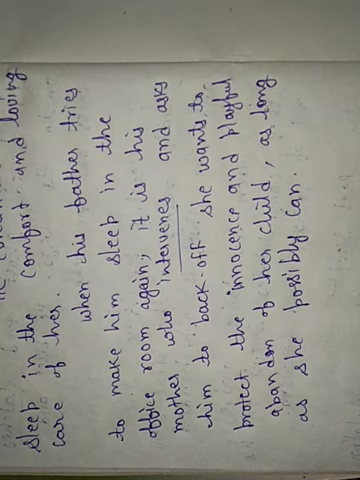 sleep in the comfort and loving
care of her.
when his father tries
to make him sleep in the
office room again, it is his
mother who intervenes and asks
him to back-off. she wants to
protect the innocence and playful
abandon of her child, as long
as she possibly can.